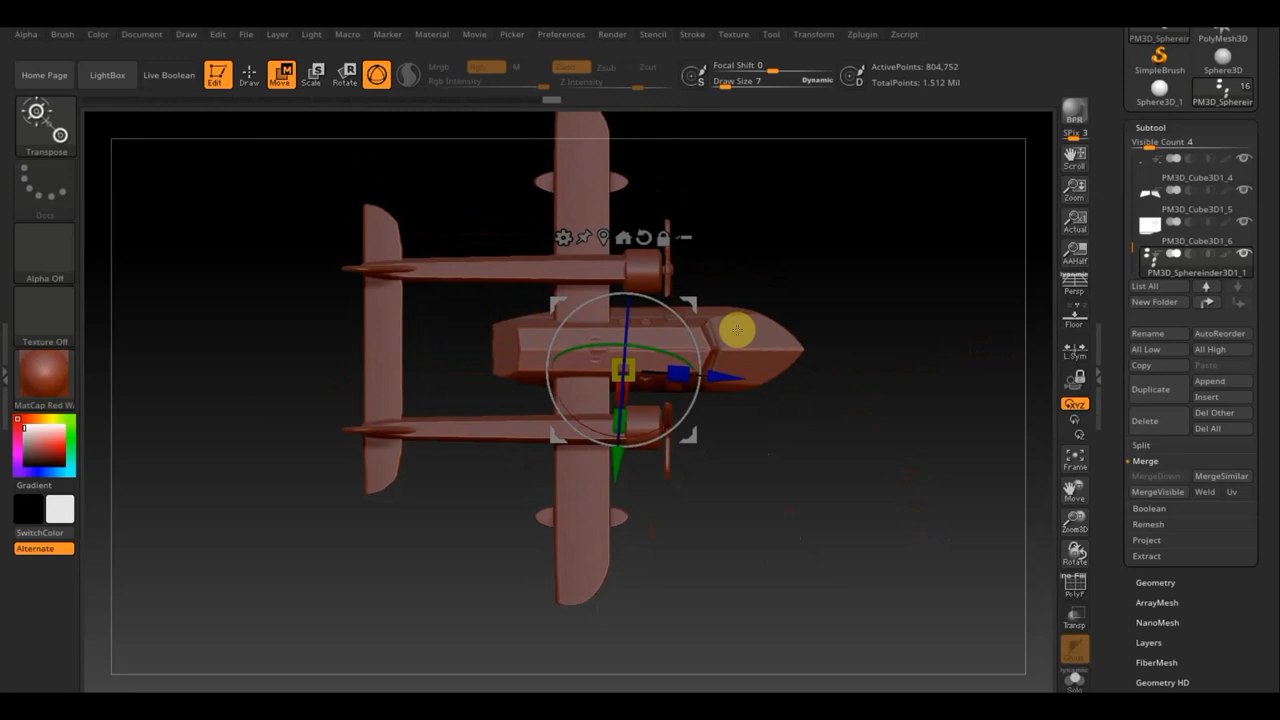 Alpha Brush Color Document Draw Edit File Layer Light Macro Marker Material Movie Picker Preferences Render Stencil Stroke Texture Tool Transform Zplugin Zscript
Home Page
LightBox
Live Boolean
Edit
Draw
Move
Scale
Rotate
Mrgb
Rgb
M
Rgb Intensity
Zadd
Zsub
Zcut
Z Intensity
S
Focal Shift 0
Draw Size 7
Dynamic
D
ActivePoints: 804,752
TotalPoints: 1.512 Mil
Transpose
Dots
Alpha Off
Texture Off
MatCap Red W
Gradient
SwitchColor
Alternate
BPR
SPix 3
Scroll
Zoom
Actual
AAHalf
Dynamic
Persp
Floor
L.Sym
XYZ
Frame
Move
Zoom3D
Rotate
PolyF
Transp
Ghost
Dynamic
Solo
PM3D_Sphereir
PolyMesh3D
SimpleBrush
Sphere3D
16
Sphere3D_1
PM3D_Sphereir
Subtool
Visible Count 4
PM3D_Cube3D1_4
PM3D_Cube3D1_5
PM3D_Cube3D1_6
PM3D_Sphereinder3D1_1
List All
New Folder
Rename AutoReorder
All Low All High
Copy Paste
Duplicate
Append
Insert
Delete
Del Other
Del All
Split
Merge
MergeDown MergeSimilar
MergeVisible Weld Uv
Boolean
Remesh
Project
Extract
Geometry
ArrayMesh
NanoMesh
Layers
FiberMesh
Geometry HD